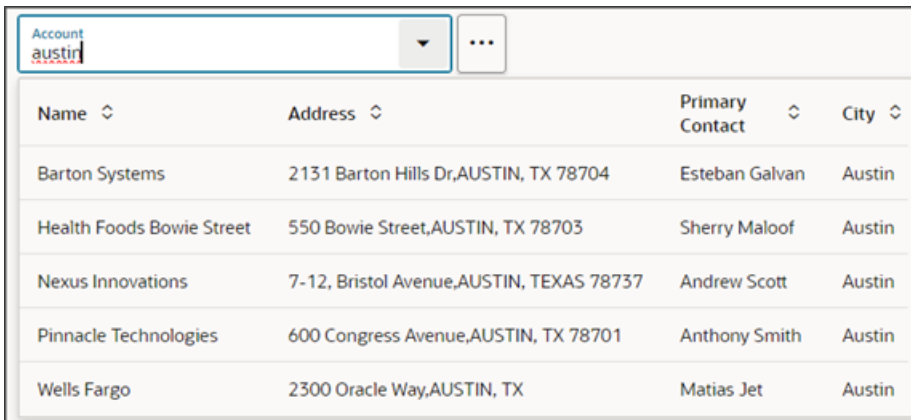 Account
austin
...
Name Address Primary Contact City
Barton Systems 2131 Barton Hills Dr,AUSTIN, TX 78704 Esteban Galvan Austin
Health Foods Bowie Street 550 Bowie Street,AUSTIN, TX 78703 Sherry Maloof Austin
Nexus Innovations 7-12, Bristol Avenue,AUSTIN, TEXAS 78737 Andrew Scott Austin
Pinnacle Technologies 600 Congress Avenue,AUSTIN, TX 78701 Anthony Smith Austin
Wells Fargo 2300 Oracle Way,AUSTIN, TX Matias Jet Austin